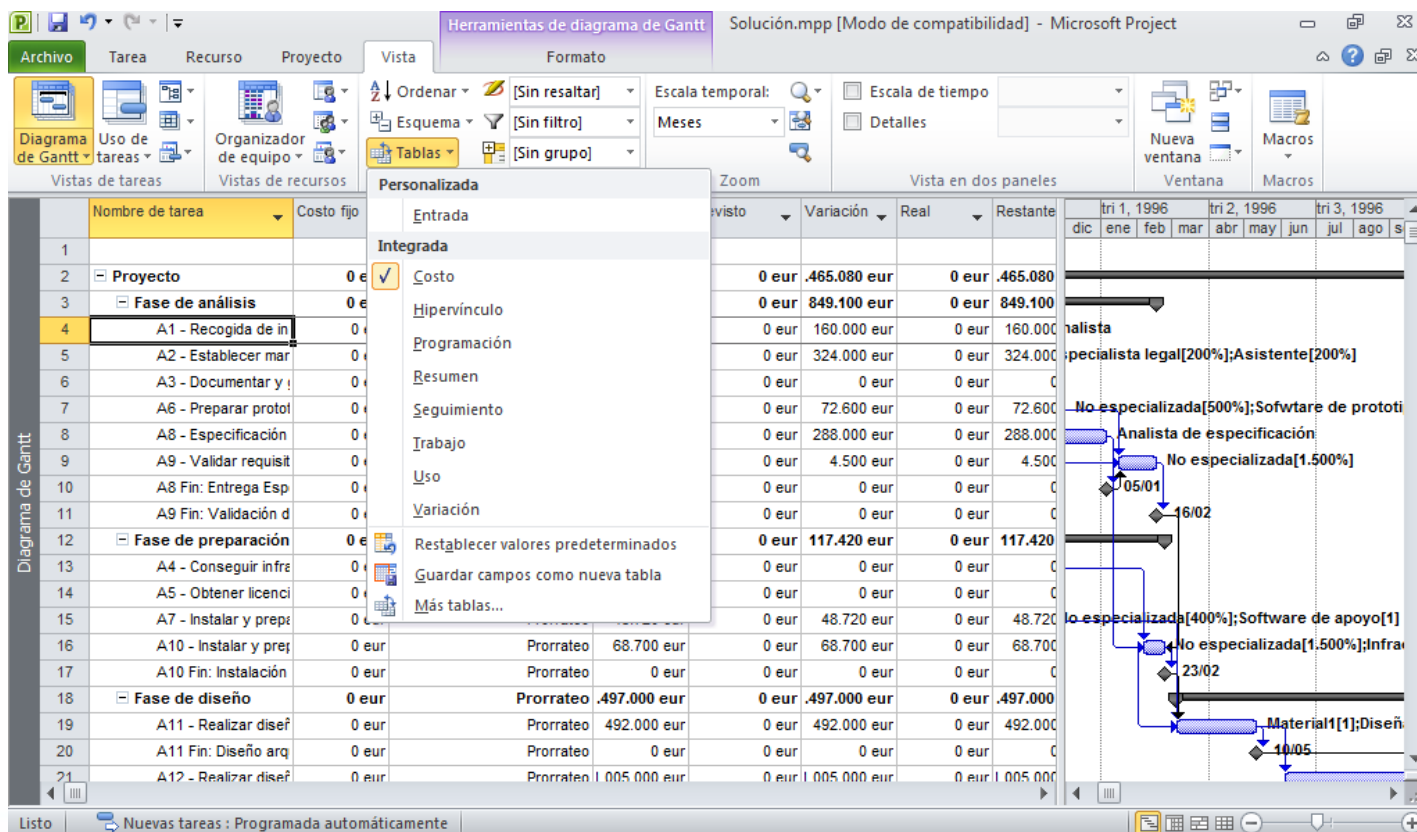 Herramientas de diagrama de Gantt Solución.mpp [Modo de compatibilidad] - Microsoft Project
Archivo Tarea Recurso Proyecto Vista Formato
Diagrama de Gantt
Uso de tareas
Organizador de equipo
Ordenar [Sin resaltar] Escala temporal: Escala de tiempo
Esquema [Sin filtro] Meses Detalles
Tablas [Sin grupo]
Nueva ventana
Macros
Vistas de tareas Vistas de recursos Zoom Vista en dos paneles Ventana Macros
Personalizada
Entrada
Integrada
Costo
Hipervínculo
Programación
Resumen
Seguimiento
Trabajo
Uso
Variación
Restablecer valores predeterminados
Guardar campos como nueva tabla
Más tablas...
Nombre de tarea Costo fijo Variación Real Restante tri 1, 1996 tri 2, 1996 tri 3, 1996
dic ene feb mar abr may jun jul ago
1
2 Proyecto 0 eur .465.080 eur 0 eur .465.080
3 Fase de análisis 0 eur 849.100 eur 0 eur 849.100
4 A1 - Recogida de in 0 eur 160.000 eur 0 eur 160.000 nalista
5 A2 - Establecer mar 0 eur 324.000 eur 0 eur 324.000 specialista legal[200%];Asistente[200%]
6 A3 - Documentar y 0 eur 0 eur 0 eur
7 A6 - Preparar protot 0 eur 72.600 eur 0 eur 72.600 No especializada[500%];Sofwtare de prototi
8 A8 - Especificación 0 eur 288.000 eur 0 eur 288.000 Analista de especificación
9 A9 - Validar requisit 0 eur 4.500 eur 0 eur 4.500 No especializada[1.500%]
10 A8 Fin: Entrega Esp 0 eur 0 eur 0 eur 05/01
11 A9 Fin: Validación d 0 eur 0 eur 0 eur 16/02
12 Fase de preparación 0 eur 117.420 eur 0 eur 117.420
13 A4 - Conseguir infra 0 eur 0 eur 0 eur
14 A5 - Obtener licenci 0 eur 0 eur 0 eur
15 A7 - Instalar y prepa 0 eur 48.720 eur 0 eur 48.720 lo especializada[400%];Software de apoyo[1]
16 A10 - Instalar y prep 0 eur Prorrateo 68.700 eur 0 eur 68.700 eur 0 eur 68.700 No especializada[1.500%];Infra
17 A10 Fin: Instalación 0 eur Prorrateo 0 eur 0 eur 0 eur 0 eur 23/02
18 Fase de diseño 0 eur Prorrateo .497.000 eur 0 eur .497.000 eur 0 eur .497.000
19 A11 - Realizar diseñ 0 eur Prorrateo 492.000 eur 0 eur 492.000 eur 0 eur 492.000 Material1[1];Diseñ
20 A11 Fin: Diseño arq 0 eur Prorrateo 0 eur 0 eur 0 eur 0 eur 10/05
21 A12 - Realizar diseñ 0 eur Prorrateo 005.000 eur 0 eur 005.000 eur 0 eur 005.000
Diagrama de Gantt
Listo Nuevas tareas : Programada automáticamente